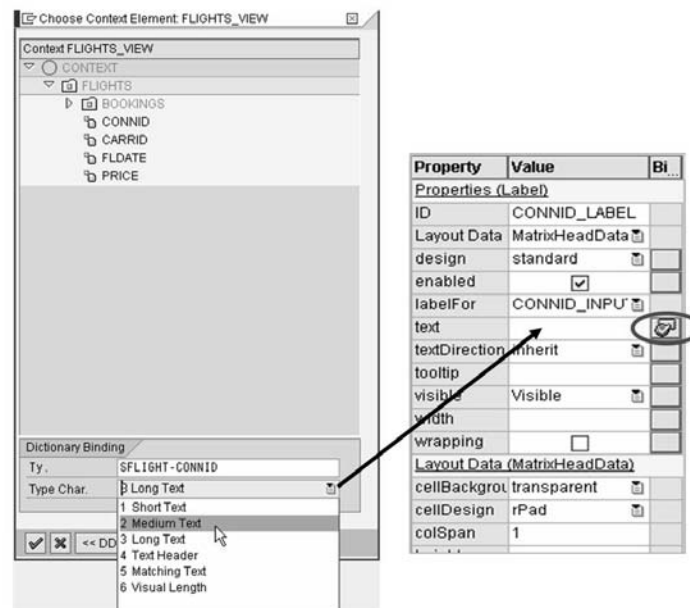 Choose Context Element: FLIGHTS_VIEW
Context FLIGHTS_VIEW
CONTEXT
FLIGHTS
BOOKINGS
CONNID
CARRID
FLDATE
PRICE
Dictionary Binding
Ty.. SFLIGHT-CONNID
Type Char. 3 Long Text
1 Short Text
2 Medium Text
3 Long Text
4 Text Header
5 Matching Text
6 Visual Length
<< DD
Property Value Bi...
Properties (Label)
ID CONNID_LABEL
Layout Data MatrixHeadData
design standard
enabled
labelFor CONNID_INPUT
text
textDirection inherit
tooltip
visible Visible
width
wrapping
Layout Data (MatrixHeadData)
cellBackgrou transparent
cellDesign rPad
colSpan 1